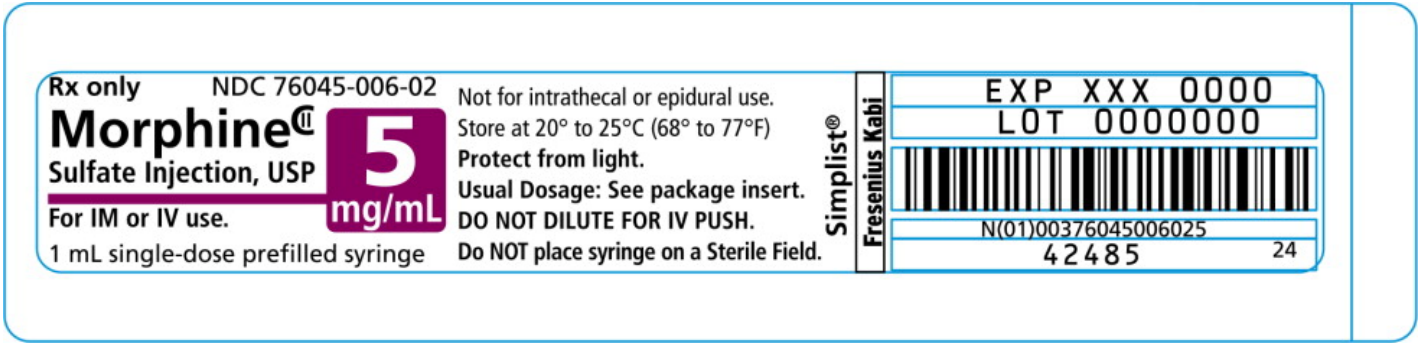 Rx only NDC 76045-006-02
Morphine CII
Sulfate Injection, USP
5
mg/mL
For IM or IV use.
1 mL single-dose prefilled syringe
Not for intrathecal or epidural use.
Store at 20° to 25°C (68° to 77°F)
Protect from light.
Usual Dosage: See package insert.
DO NOT DILUTE FOR IV PUSH.
Do NOT place syringe on a Sterile Field.
Simplist®
Fresenius Kabi
EXP XXX 0000
LOT 0000000
N(01)00376045006025
42485 24